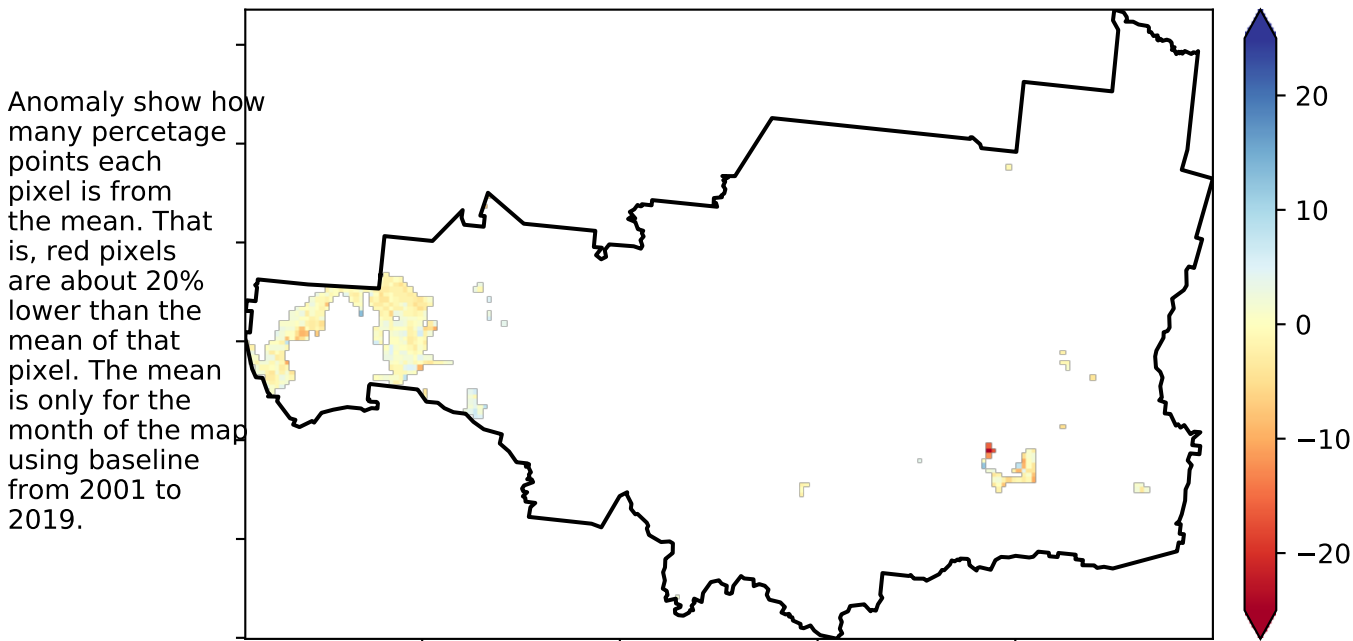 Anomaly show how
many percetage
points each
pixel is from
the mean. That
is, red pixels
are about 20%
lower than the
mean of that
pixel. The mean
is only for the
month of the map
using baseline
from 2001 to
2019.
20
10
0
−10
−20